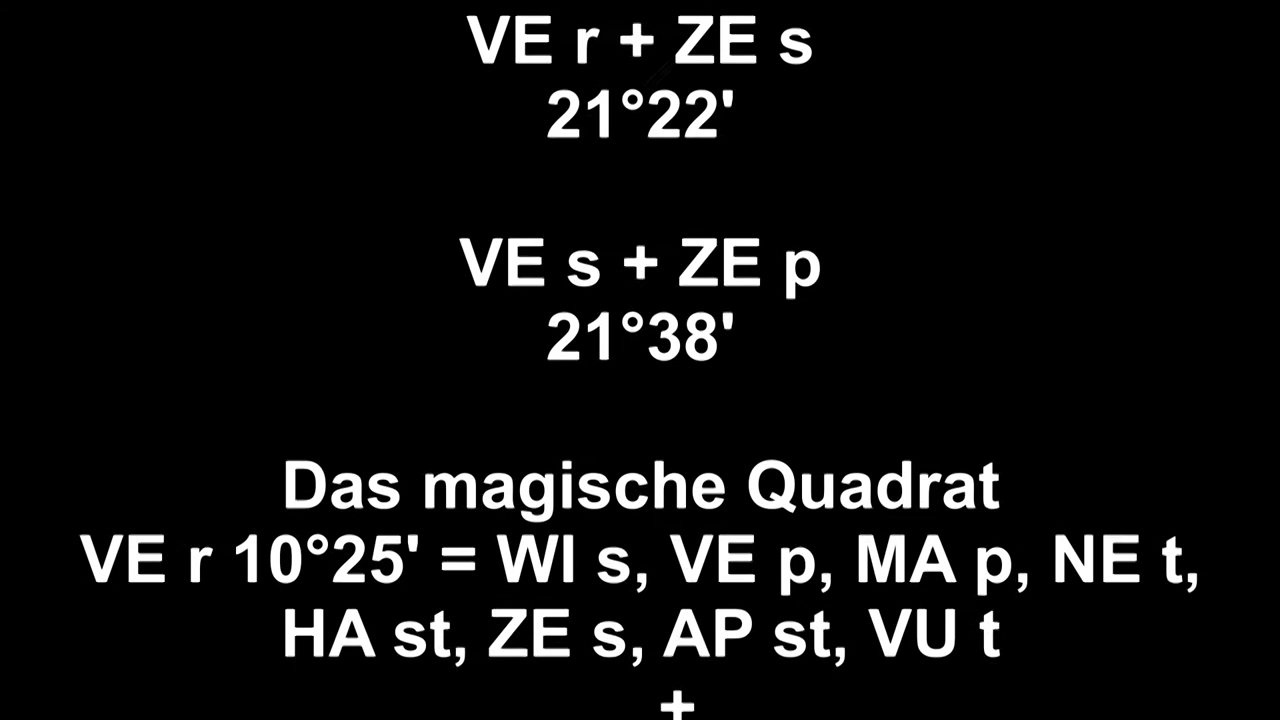 VE r + ZE s
21°22'
VE s + ZE p
21°38'
Das magische Quadrat
VE r 10°25' = WI s, VE p, MA p, NE t,
HA st, ZE s, AP st, VU t
+